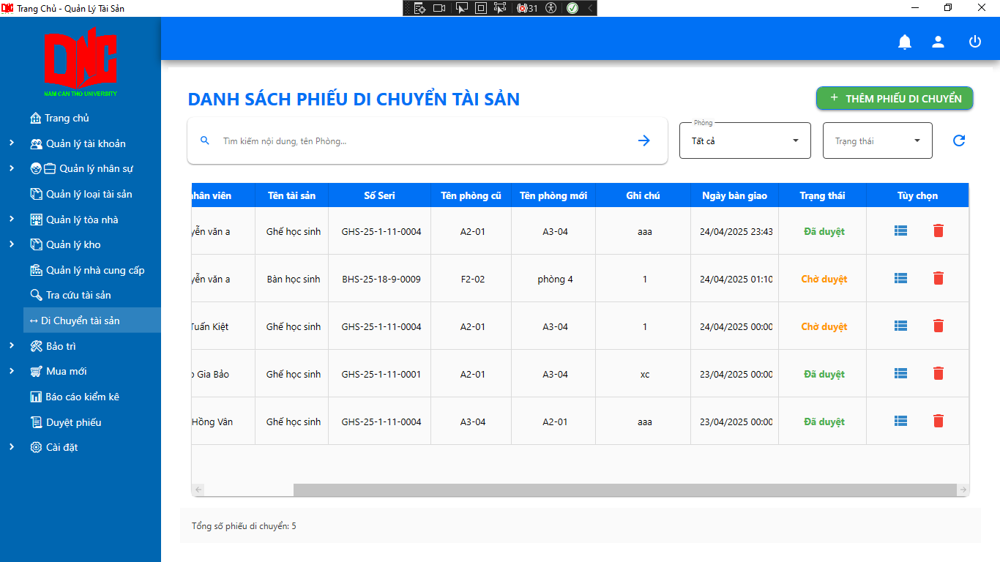 Trang Chủ - Quản Lý Tài Sản
31
DNC
NAM CAN THO UNIVERSITY
Trang chủ
Quản lý tài khoản
Quản lý nhân sự
Quản lý loại tài sản
Quản lý tòa nhà
Quản lý kho
Quản lý nhà cung cấp
Tra cứu tài sản
Di Chuyển tài sản
Bảo trì
Mua mới
Báo cáo kiểm kê
Duyệt phiếu
Cài đặt
DANH SÁCH PHIẾU DI CHUYỂN TÀI SẢN
+ THÊM PHIẾU DI CHUYỂN
Tìm kiếm nội dung, tên Phòng...
Phòng
Tất cả
Trạng thái
nhân viên Tên tài sản Số Seri Tên phòng cũ Tên phòng mới Ghi chú Ngày bàn giao Trạng thái Tùy chọn
yễn văn a Ghế học sinh GHS-25-1-11-0004 A2-01 A3-04 aaa 24/04/2025 23:43 Đã duyệt
yễn văn a Bàn học sinh BHS-25-18-9-0009 F2-02 phòng 4 1 24/04/2025 01:10 Chờ duyệt
Tuấn Kiệt Ghế học sinh GHS-25-1-11-0004 A2-01 A3-04 1 24/04/2025 00:00 Chờ duyệt
o Gia Bảo Ghế học sinh GHS-25-1-11-0001 A2-01 A3-04 xc 23/04/2025 00:00 Đã duyệt
Hồng Vân Ghế học sinh GHS-25-1-11-0004 A3-04 A2-01 aaa 23/04/2025 00:00 Đã duyệt
Tổng số phiếu di chuyển: 5